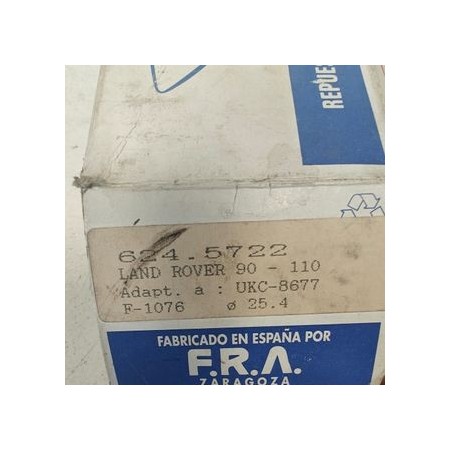 REPUE
624.5722
LAND ROVER 90 - 110
Adapt. a : UKC-8677
F-1076 ø 25.4
FABRICADO EN ESPAÑA POR
F.R.A.
ZARAGOZA